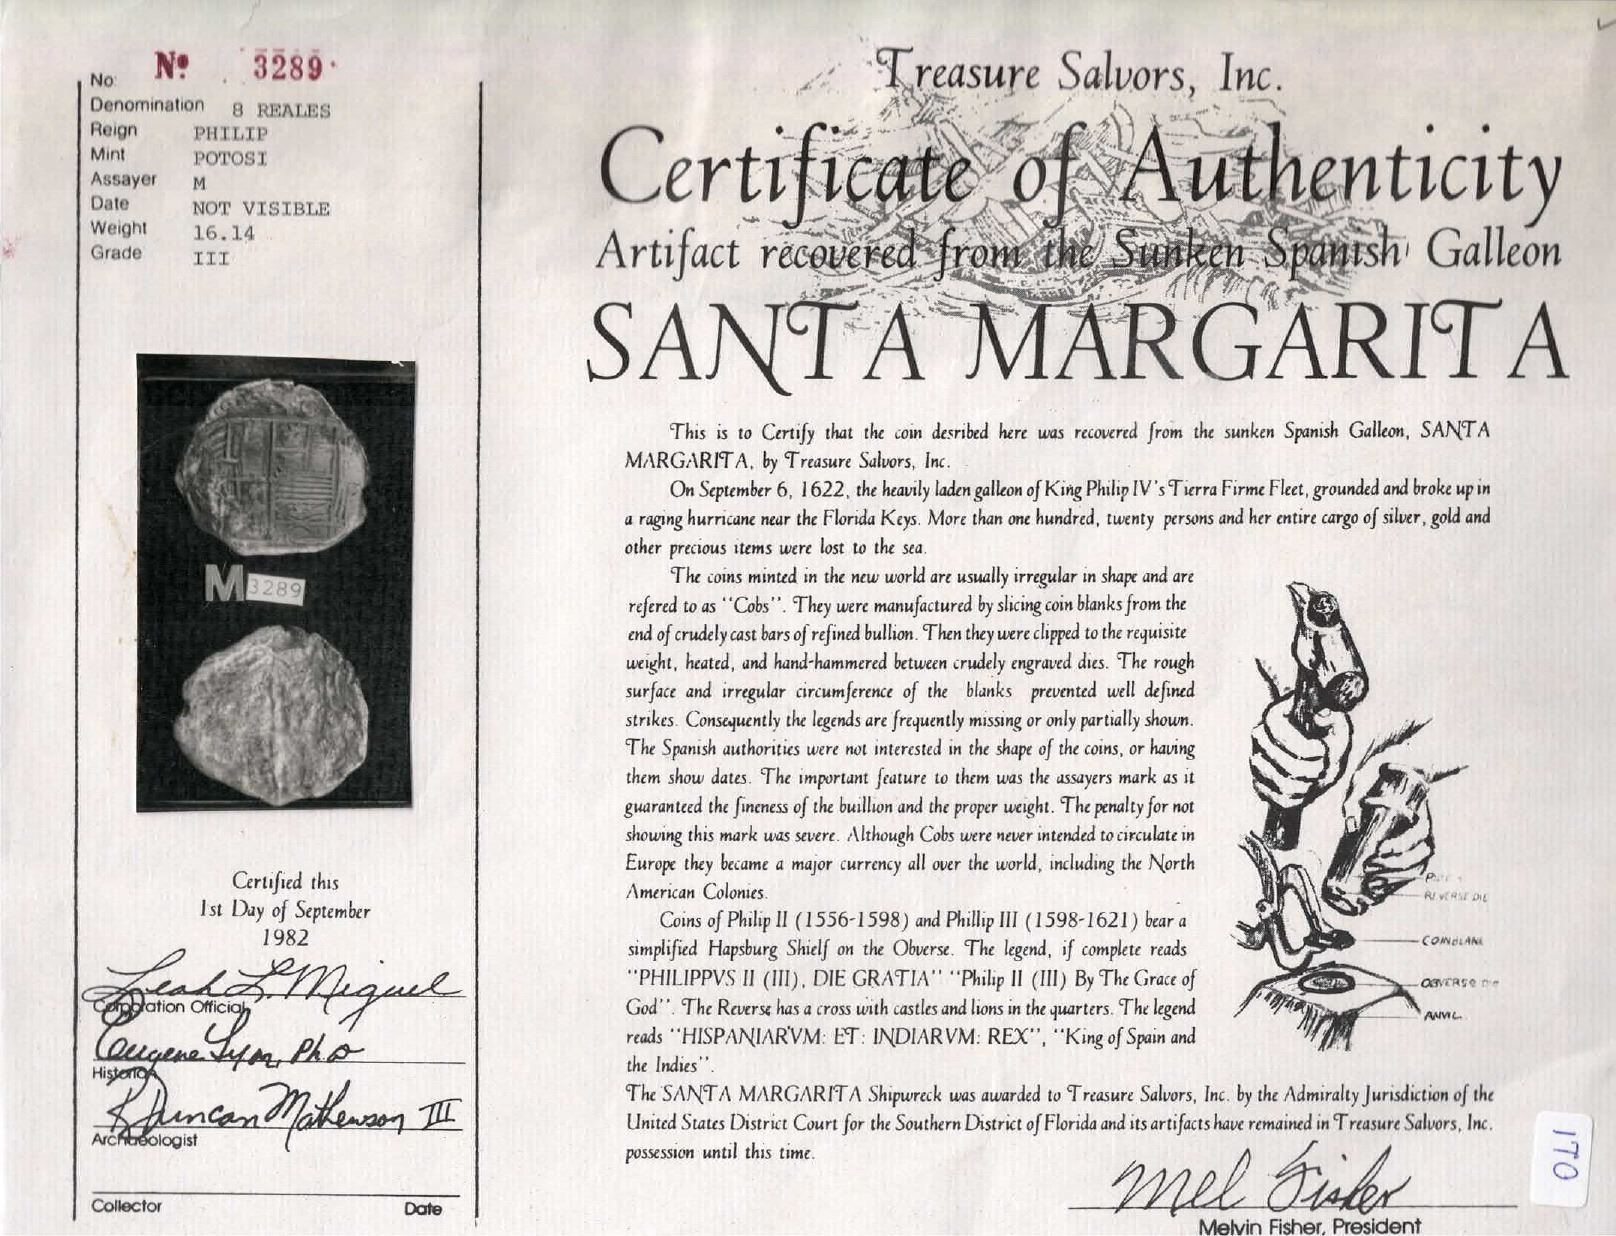 No. Nº 3289
Denomination 8 REALES
Reign PHILIP
Mint POTOSI
Assayer M
Date NOT VISIBLE
Weight 16.14
Grade III
M 3289
Certified this
1st Day of September
1982
Leah L. Miguel
Corporation Official
Eugene Lyon, Ph D
Historian
R Duncan Mathewson III
Archaeologist
Collector Date
Treasure Salvors, Inc.
Certificate of Authenticity
Artifact recovered from the Sunken Spanish Galleon
SANTA MARGARITA
This is to Certify that the coin desribed here was recovered from the sunken Spanish Galleon, SANTA
MARGARITA, by Treasure Salvors, Inc.
On September 6, 1622, the heavily laden galleon of King Philip IV's Tierra Firme Fleet, grounded and broke up in
a raging hurricane near the Florida Keys. More than one hundred, twenty persons and her entire cargo of silver, gold and
other precious items were lost to the sea.
The coins minted in the new world are usually irregular in shape and are
refered to as "Cobs". They were manufactured by slicing coin blanks from the
end of crudely cast bars of refined bullion. Then they were clipped to the requisite
weight, heated, and hand-hammered between crudely engraved dies. The rough
surface and irregular circumference of the blanks prevented well defined
strikes. Consequently the legends are frequently missing or only partially shown.
The Spanish authorities were not interested in the shape of the coins, or having
them show dates. The important feature to them was the assayers mark as it
guaranteed the fineness of the buillion and the proper weight. The penalty for not
showing this mark was severe. Although Cobs were never intended to circulate in
Europe they became a major currency all over the world, including the North
American Colonies.
Coins of Philip II (1556-1598) and Phillip III (1598-1621) bear a
simplified Hapsburg Shielf on the Obverse. The legend, if complete reads
"PHILIPPVS II (III), DIE GRATIA" "Philip II (III) By The Grace of
God". The Reverse has a cross with castles and lions in the quarters. The legend
reads "HISPANIARVM: ET: INDIARVM: REX", "King of Spain and
the Indies".
REVERSE DIE
COIN BLANK
OBVERSE DIE
ANVIL
The SANTA MARGARITA Shipwreck was awarded to Treasure Salvors, Inc. by the Admiralty Jurisdiction of the
United States District Court for the Southern District of Florida and its artifacts have remained in Treasure Salvors, Inc.
possession until this time.
Mel Fisher
Melvin Fisher, President
170